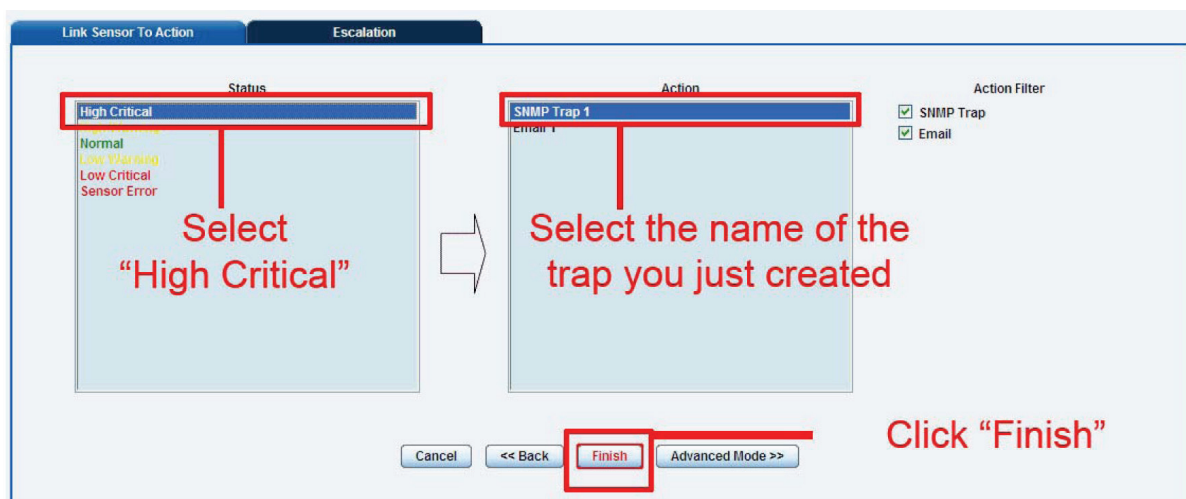 Link Sensor To Action
Escalation
Status
High Critical
Normal
Low Warning
Low Critical
Sensor Error
Select
“High Critical”
Action
SNMP Trap 1
Email 1
Select the name of the
trap you just created
Action Filter
SNMP Trap
Email
Cancel
<< Back
Finish
Advanced Mode >>
Click “Finish”